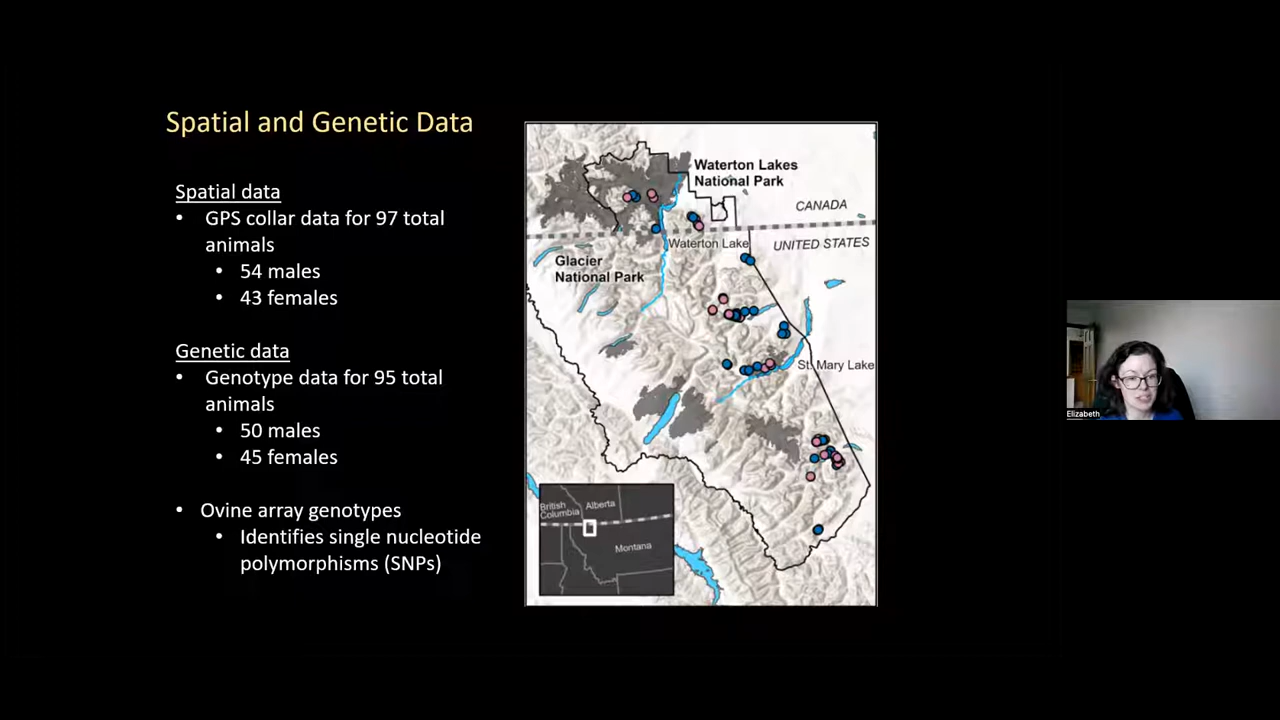 Spatial and Genetic Data
Spatial data
• GPS collar data for 97 total
animals
• 54 males
• 43 females
Genetic data
• Genotype data for 95 total
animals
• 50 males
• 45 females
• Ovine array genotypes
• Identifies single nucleotide
polymorphisms (SNPs)
Waterton Lakes
National Park
CANADA
Waterton Lake
UNITED STATES
Glacier
National Park
St. Mary Lake
British
Columbia
Alberta
Montana
Elizabeth